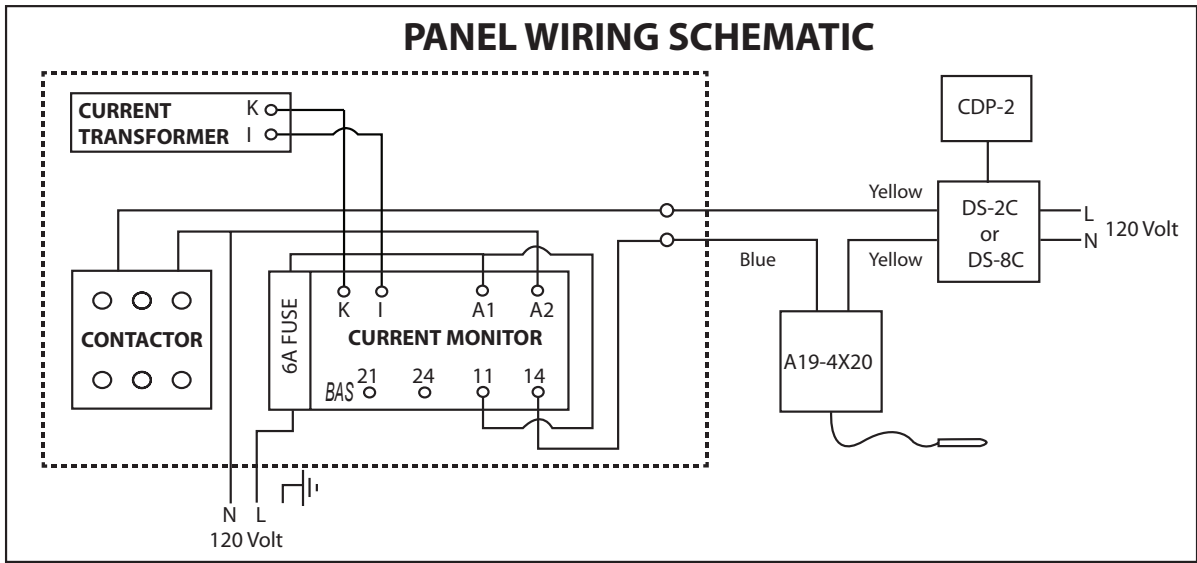 PANEL WIRING SCHEMATIC
CURRENT
TRANSFORMER
K
I
CDP-2
Yellow
DS-2C
or
DS-8C
L
N
120 Volt
Blue
Yellow
CONTACTOR
6A FUSE
K
I
A1
A2
CURRENT MONITOR
BAS
21
24
11
14
A19-4X20
N
L
120 Volt